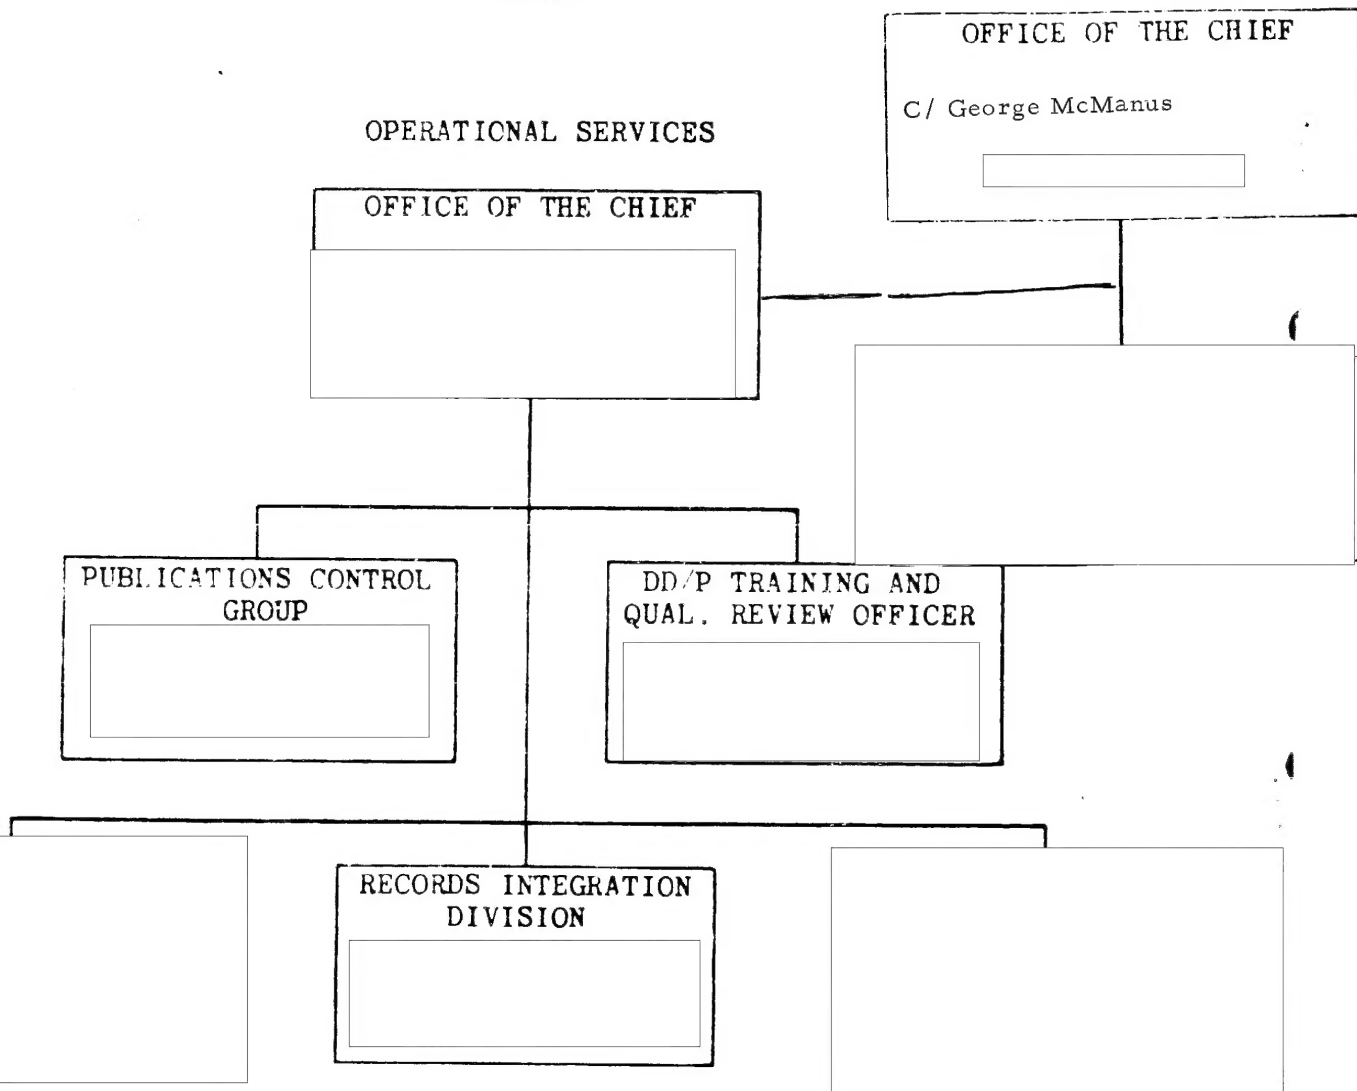 OFFICE OF THE CHIEF
C/ George McManus
OPERATIONAL SERVICES
OFFICE OF THE CHIEF
PUBLICATIONS CONTROL
GROUP
DD/P TRAINING AND
QUAL. REVIEW OFFICER
RECORDS INTEGRATION
DIVISION